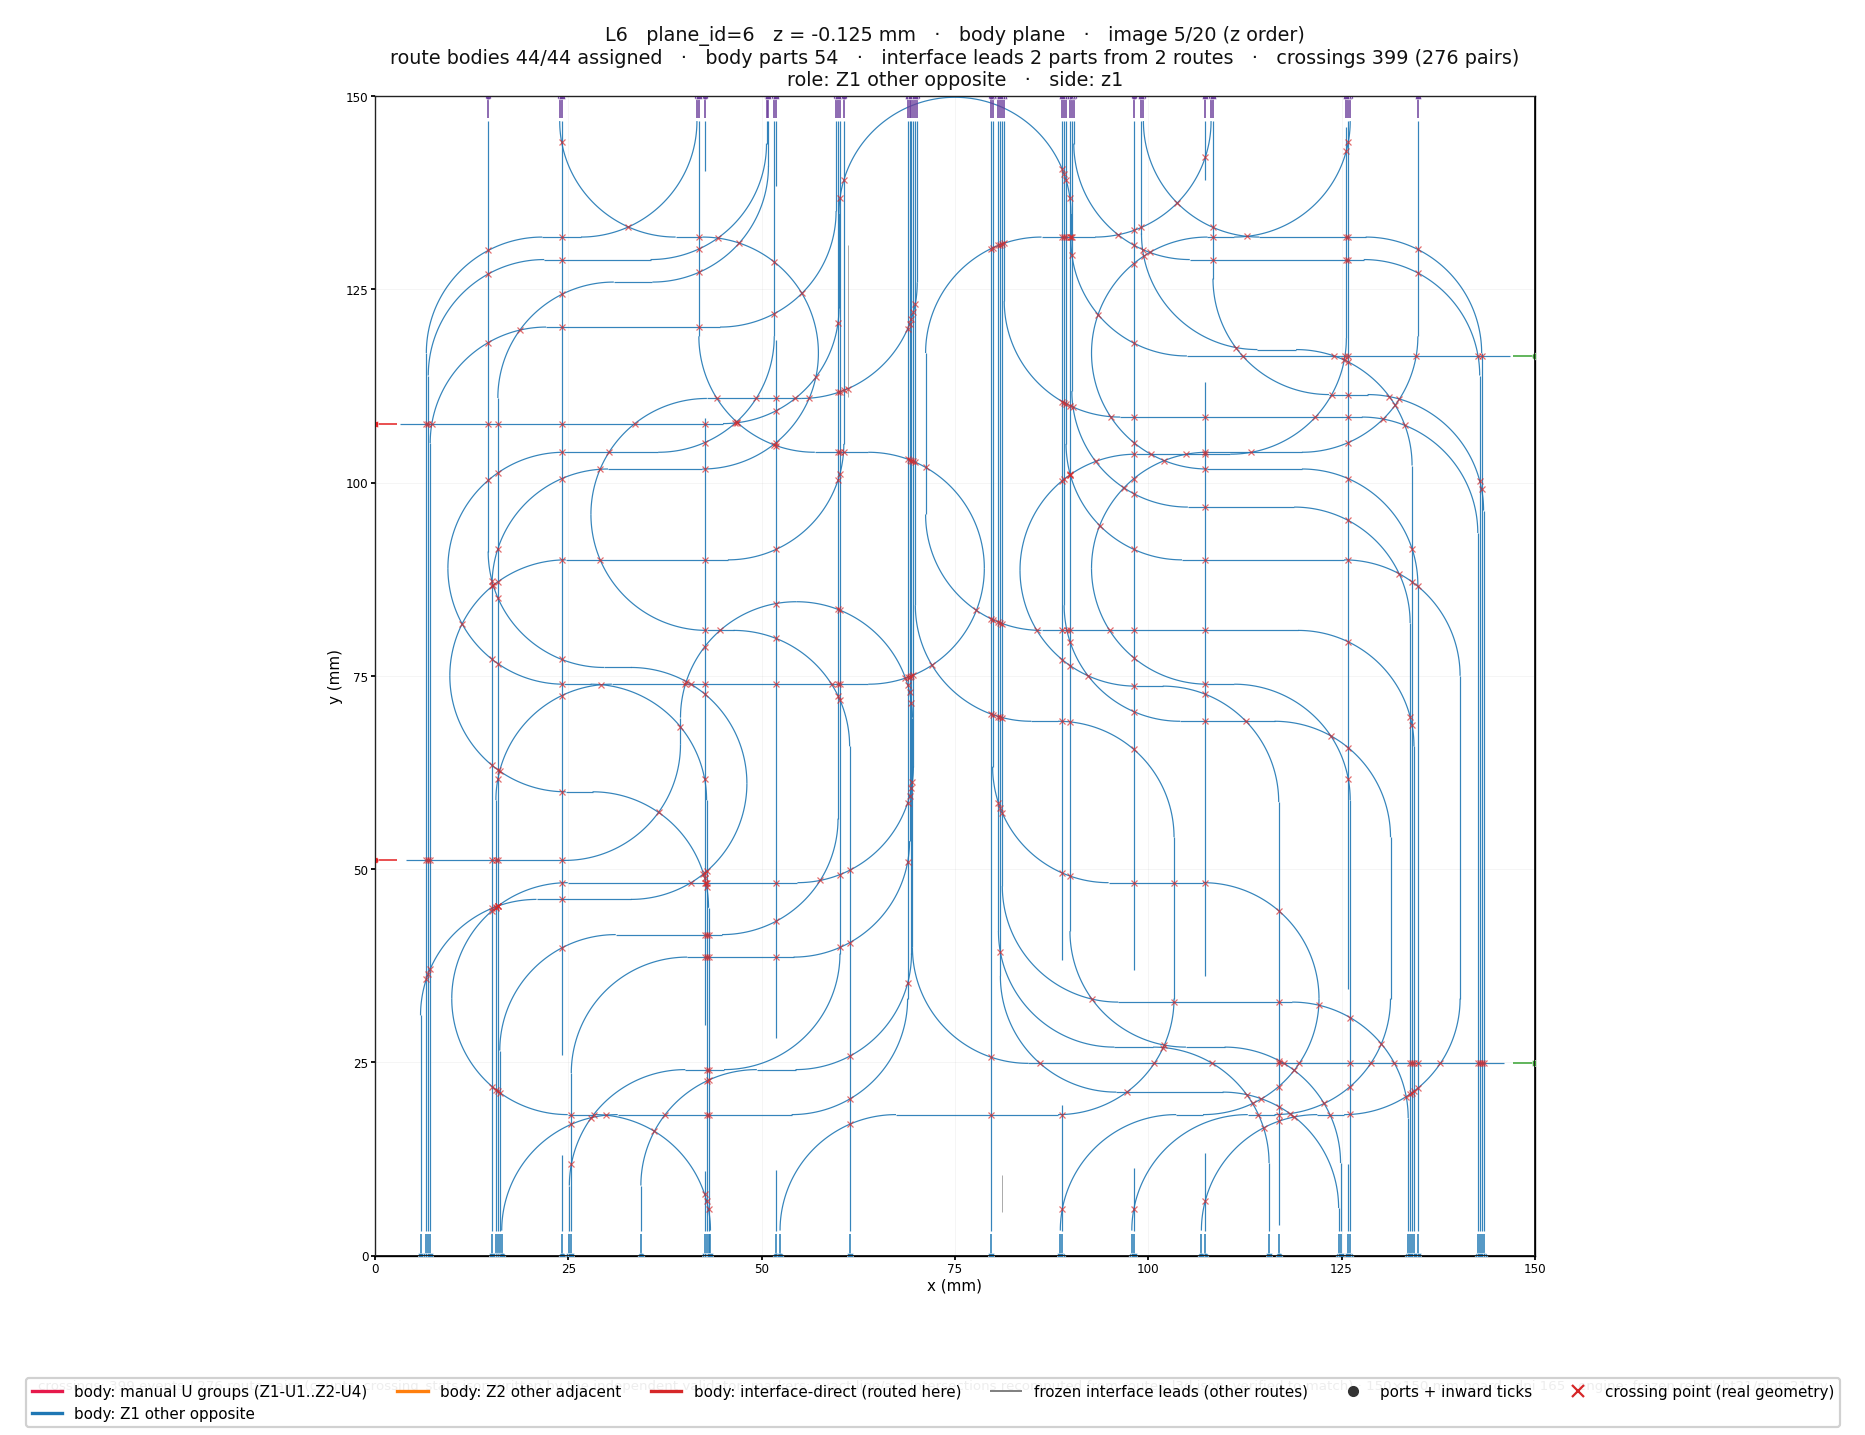 L6   plane_id=6   z = -0.125 mm   ·   body plane   ·   image 5/20 (z order)
route bodies 44/44 assigned   ·   body parts 54   ·   interface leads 2 parts from 2 routes   ·   crossings 399 (276 pairs)
role: Z1 other opposite   ·   side: z1
150
125
100
75
50
25
0
y (mm)
0 25 50 75 100 125 150
x (mm)
body: manual U groups (Z1-U1..Z2-U4)
body: Z2 other adjacent
body: interface-direct (routed here)
frozen interface leads (other routes)
ports + inward ticks
crossing point (real geometry)
body: Z1 other opposite